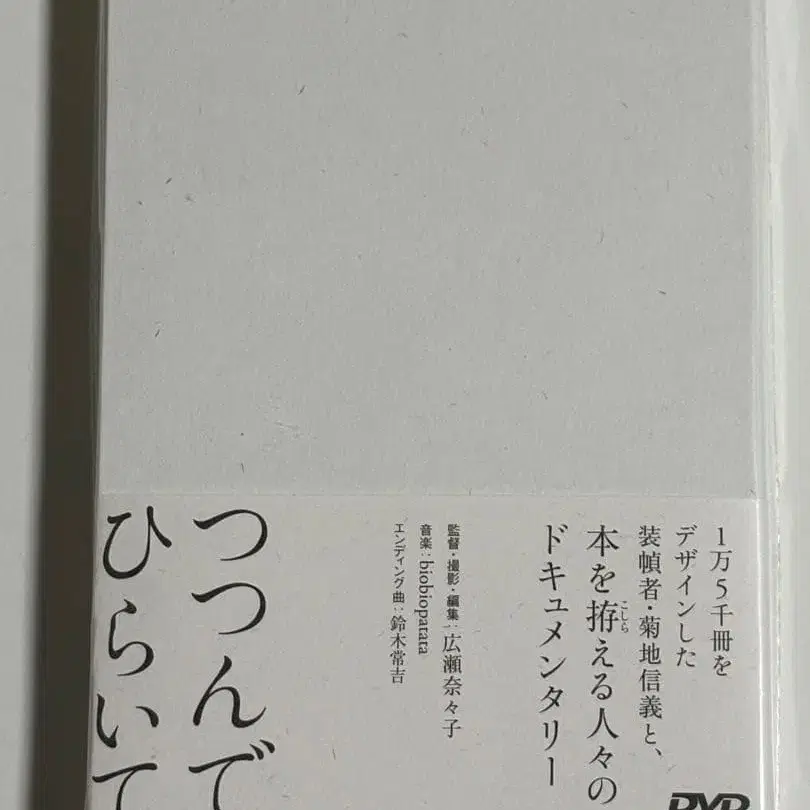 1万5千冊を
デザインした
装幀者・菊地信義と、
本を拵える人々の
こしら
ドキュメンタリー
監督・撮影・編集：広瀬奈々子
音楽：biobiopatata
エンディング曲：鈴木常吉
つつんで
ひらいて
DVD